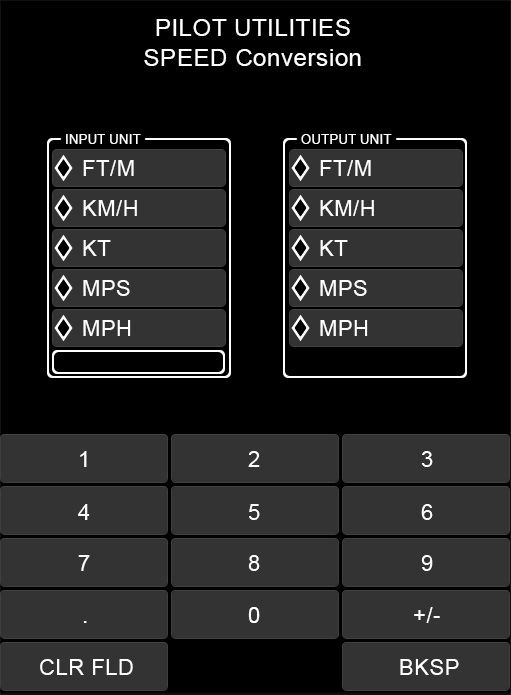 PILOT UTILITIES
SPEED Conversion
INPUT UNIT
FT/M
KM/H
KT
MPS
MPH
OUTPUT UNIT
FT/M
KM/H
KT
MPS
MPH
1 2 3
4 5 6
7 8 9
. 0 +/-
CLR FLD BKSP